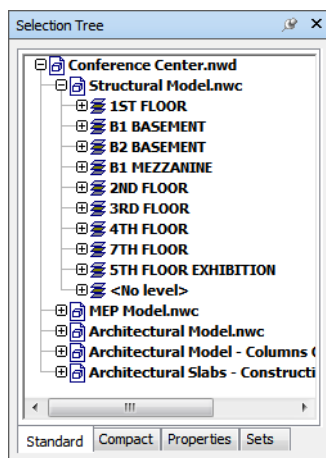 Selection Tree
Conference Center.nwd
Structural Model.nwc
1ST FLOOR
B1 BASEMENT
B2 BASEMENT
B1 MEZZANINE
2ND FLOOR
3RD FLOOR
4TH FLOOR
7TH FLOOR
5TH FLOOR EXHIBITION
<No level>
MEP Model.nwc
Architectural Model.nwc
Architectural Model - Columns
Architectural Slabs - Constructi
Standard Compact Properties Sets